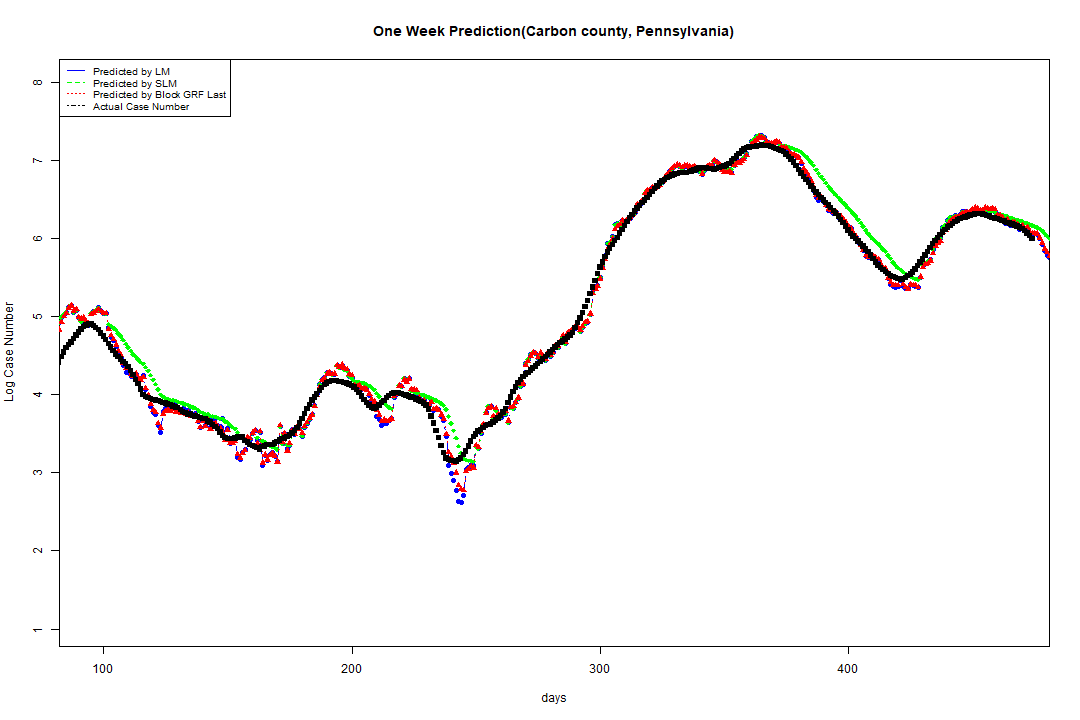 One Week Prediction(Carbon county, Pennsylvania)
Predicted by LM
Predicted by SLM
Predicted by Block GRF Last
Actual Case Number
8
7
6
5
4
3
2
1
Log Case Number
100 200 300 400
days